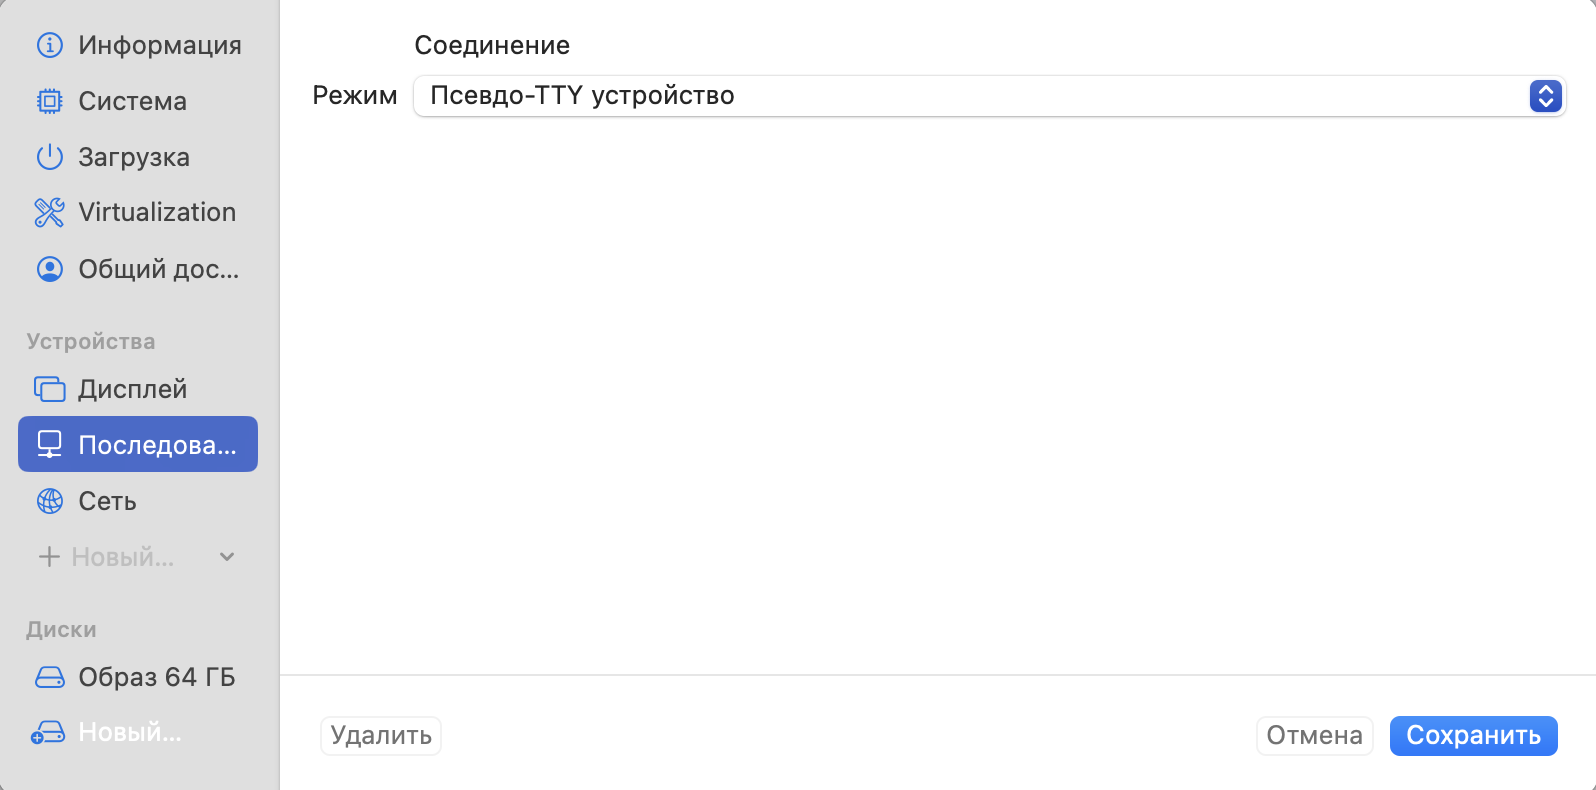 Информация
Система
Загрузка
Virtualization
Общий дос...
Устройства
Дисплей
Последова...
Сеть
Новый...
Диски
Образ 64 ГБ
Новый...
Соединение
Режим Псевдо-TTY устройство
Удалить
Отмена
Сохранить